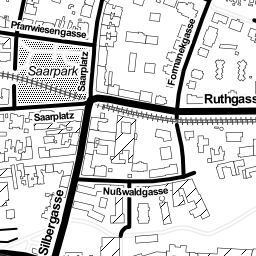 Pfarrwiesengasse
Formanekgasse
Saarpark
Saarplatz
Ruthgass
Saarplatz
Nußwaldgasse
Silbergasse